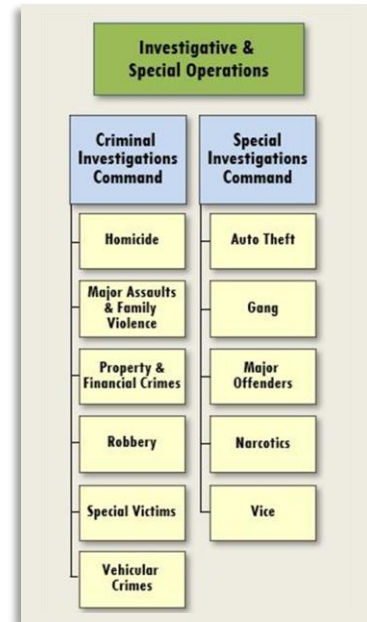 Investigative &
Special Operations
Criminal
Investigations
Command
Homicide
Major Assaults
& Family
Violence
Property &
Financial Crimes
Robbery
Special Victims
Vehicular
Crimes
Special
Investigations
Command
Auto Theft
Gang
Major
Offenders
Narcotics
Vice